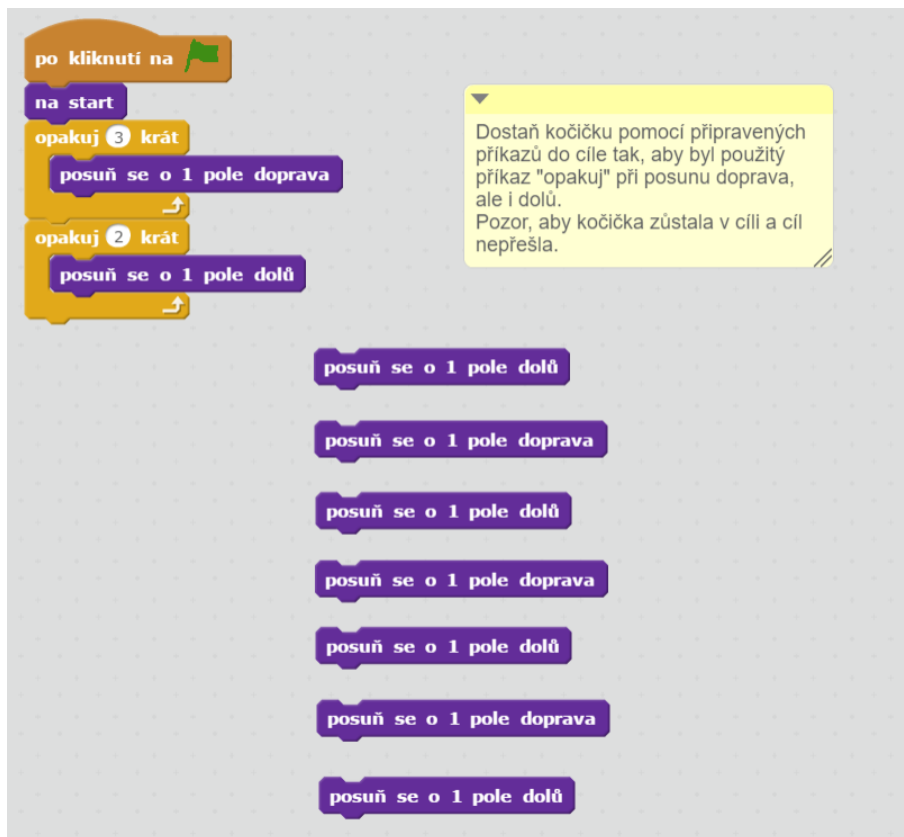 po kliknutí na
na start
opakuj 3 krát
posuň se o 1 pole doprava
opakuj 2 krát
posuň se o 1 pole dolů
Dostaň kočičku pomocí připravených
příkazů do cíle tak, aby byl použitý
příkaz "opakuj" při posunu doprava,
ale i dolů.
Pozor, aby kočička zůstala v cíli a cíl
nepřešla.
posuň se o 1 pole dolů
posuň se o 1 pole doprava
posuň se o 1 pole dolů
posuň se o 1 pole doprava
posuň se o 1 pole dolů
posuň se o 1 pole doprava
posuň se o 1 pole dolů